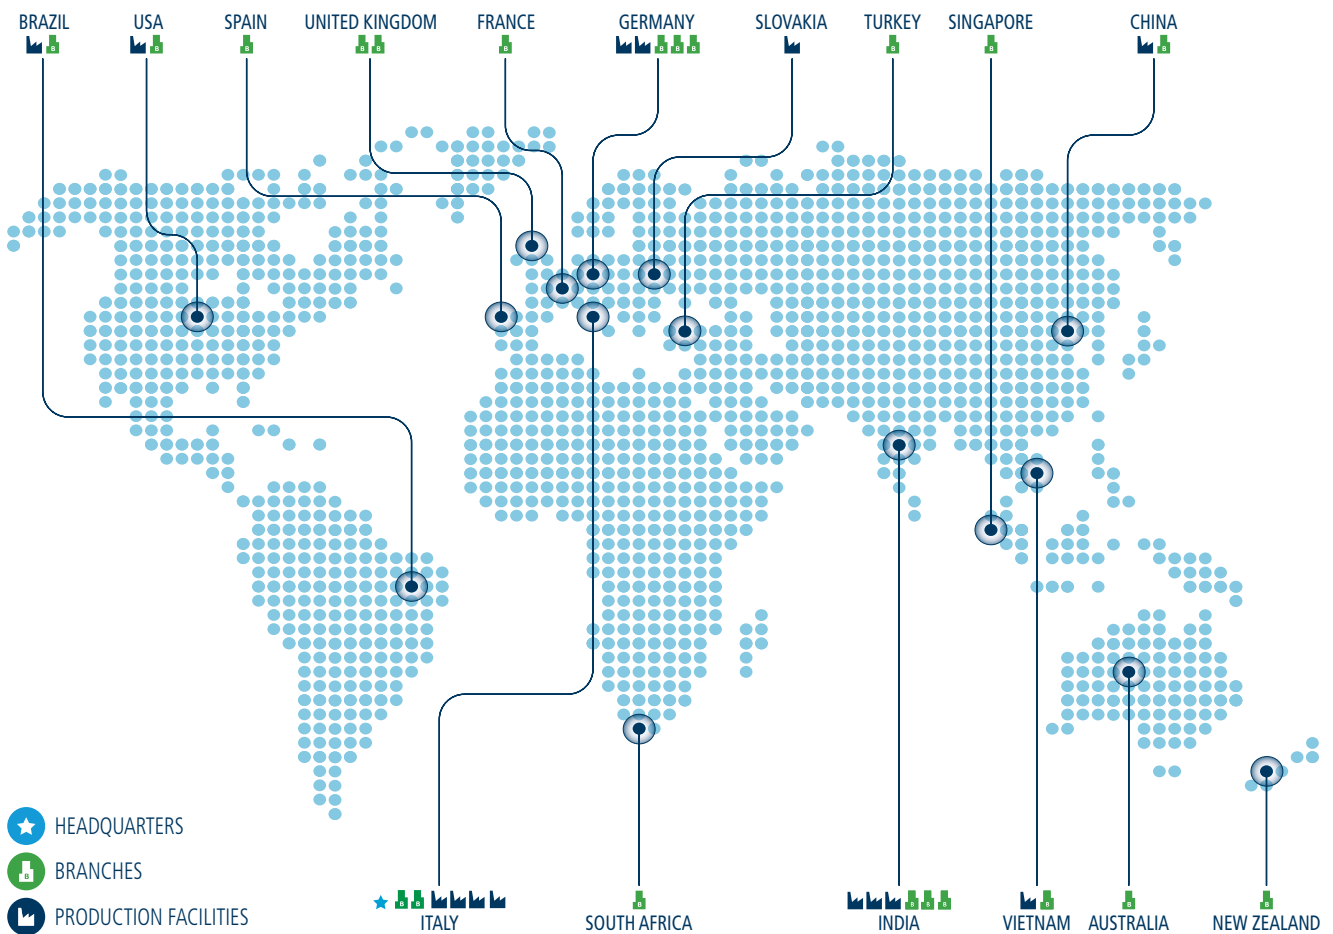 BRAZIL
USA
SPAIN
UNITED KINGDOM
FRANCE
GERMANY
SLOVAKIA
TURKEY
SINGAPORE
CHINA
B
B
B
B B
B
B B B
B
B
B
HEADQUARTERS
B
BRANCHES
PRODUCTION FACILITIES
B B
B
B B B
B
B
B
ITALY
SOUTH AFRICA
INDIA
VIETNAM
AUSTRALIA
NEW ZEALAND